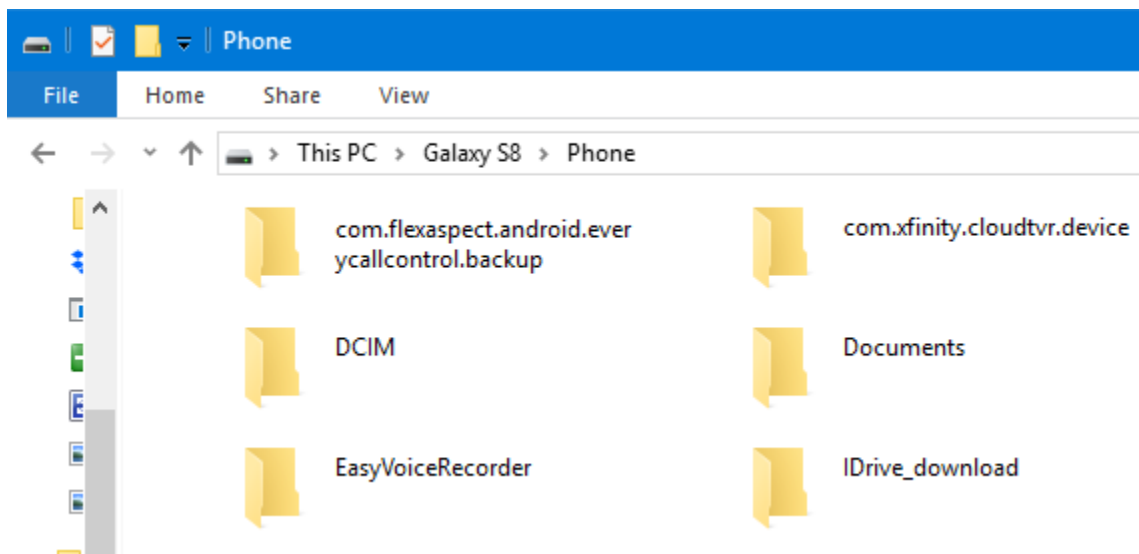 Phone
File Home Share View
This PC > Galaxy S8 > Phone
com.flexaspect.android.ever
ycallcontrol.backup
com.xfinity.cloudtvr.device
DCIM
Documents
EasyVoiceRecorder
IDrive_download